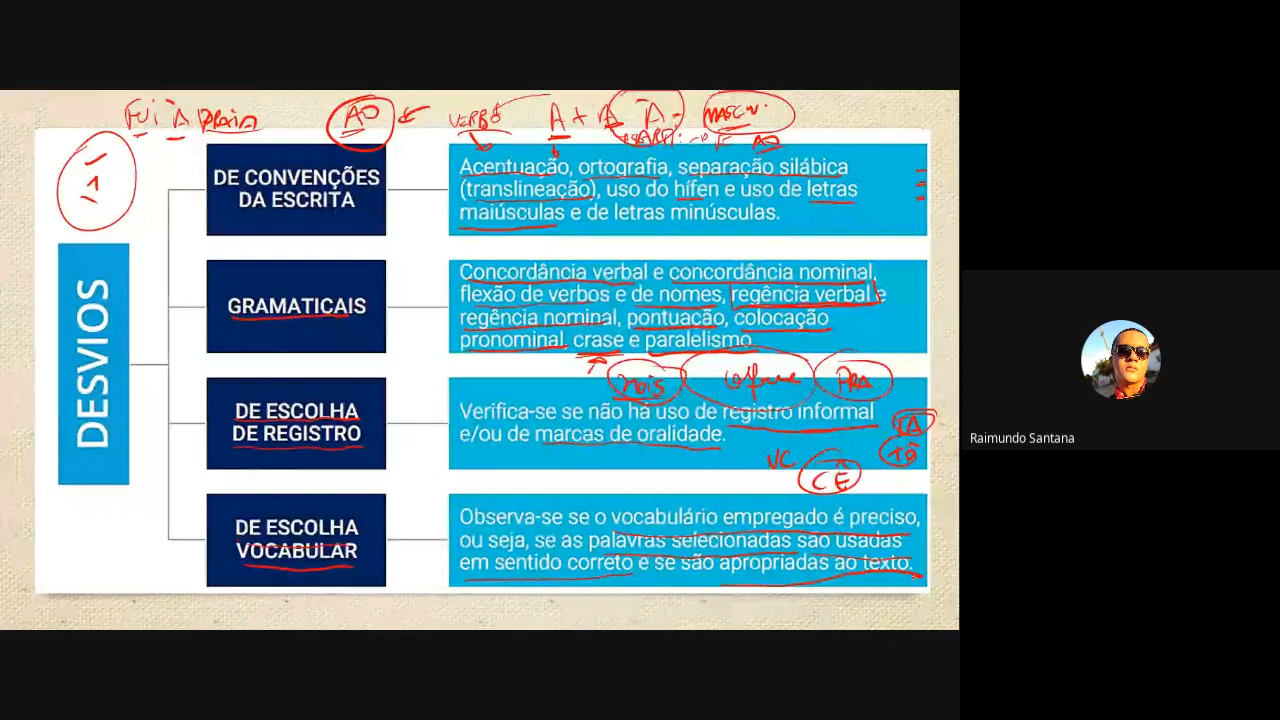 FUI À PRAIA AO VERBO A + A À - MASCU.
AO
DESVIOS
DE CONVENÇÕES
DA ESCRITA
Acentuação, ortografia, separação silábica
(translineação), uso do hífen e uso de letras
maiúsculas e de letras minúsculas.
GRAMATICAIS
Concordância verbal e concordância nominal,
flexão de verbos e de nomes, regência verbal e
regência nominal, pontuação, colocação
pronominal, crase e paralelismo.
PRA
DE ESCOLHA
DE REGISTRO
Verifica-se se não há uso de registro informal
e/ou de marcas de oralidade.
TÁ
TÔ
VC CÊ
DE ESCOLHA
VOCABULAR
Observa-se se o vocabulário empregado é preciso,
ou seja, se as palavras selecionadas são usadas
em sentido correto e se são apropriadas ao texto.
Raimundo Santana